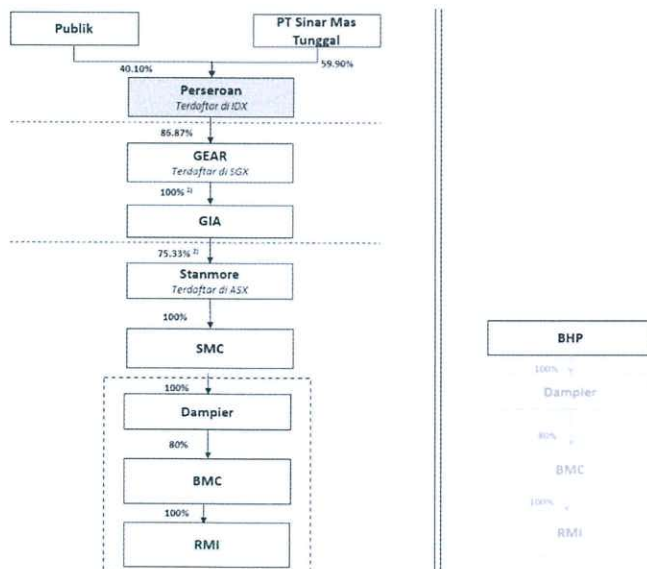 Publik
PT Sinar Mas
Tunggal
40.10%
59.90%
Perseroan
Terdaftar di IDX
86.87%
GEAR
Terdaftar di SGX
100% 1)
GIA
75.33% 2)
Stanmore
Terdaftar di ASX
100%
SMC
100%
Dampier
80%
BMC
100%
RMI
BHP
100%
Dampier
80%
BMC
100%
RMI